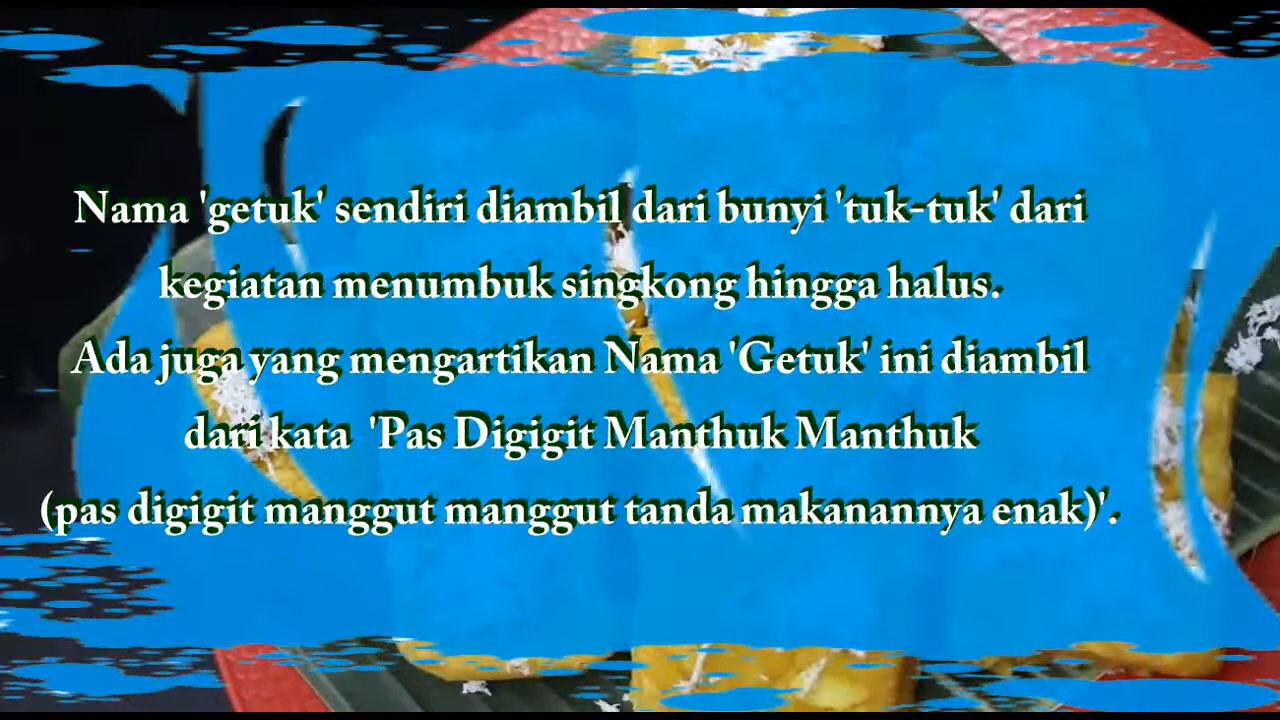 Nama 'getuk' sendiri diambil dari bunyi 'tuk-tuk' dari
kegiatan menumbuk singkong hingga halus.
Ada juga yang mengartikan Nama 'Getuk' ini diambil
dari kata 'Pas Digigit Manthuk Manthuk
(pas digigit manggut manggut tanda makanannya enak)'.